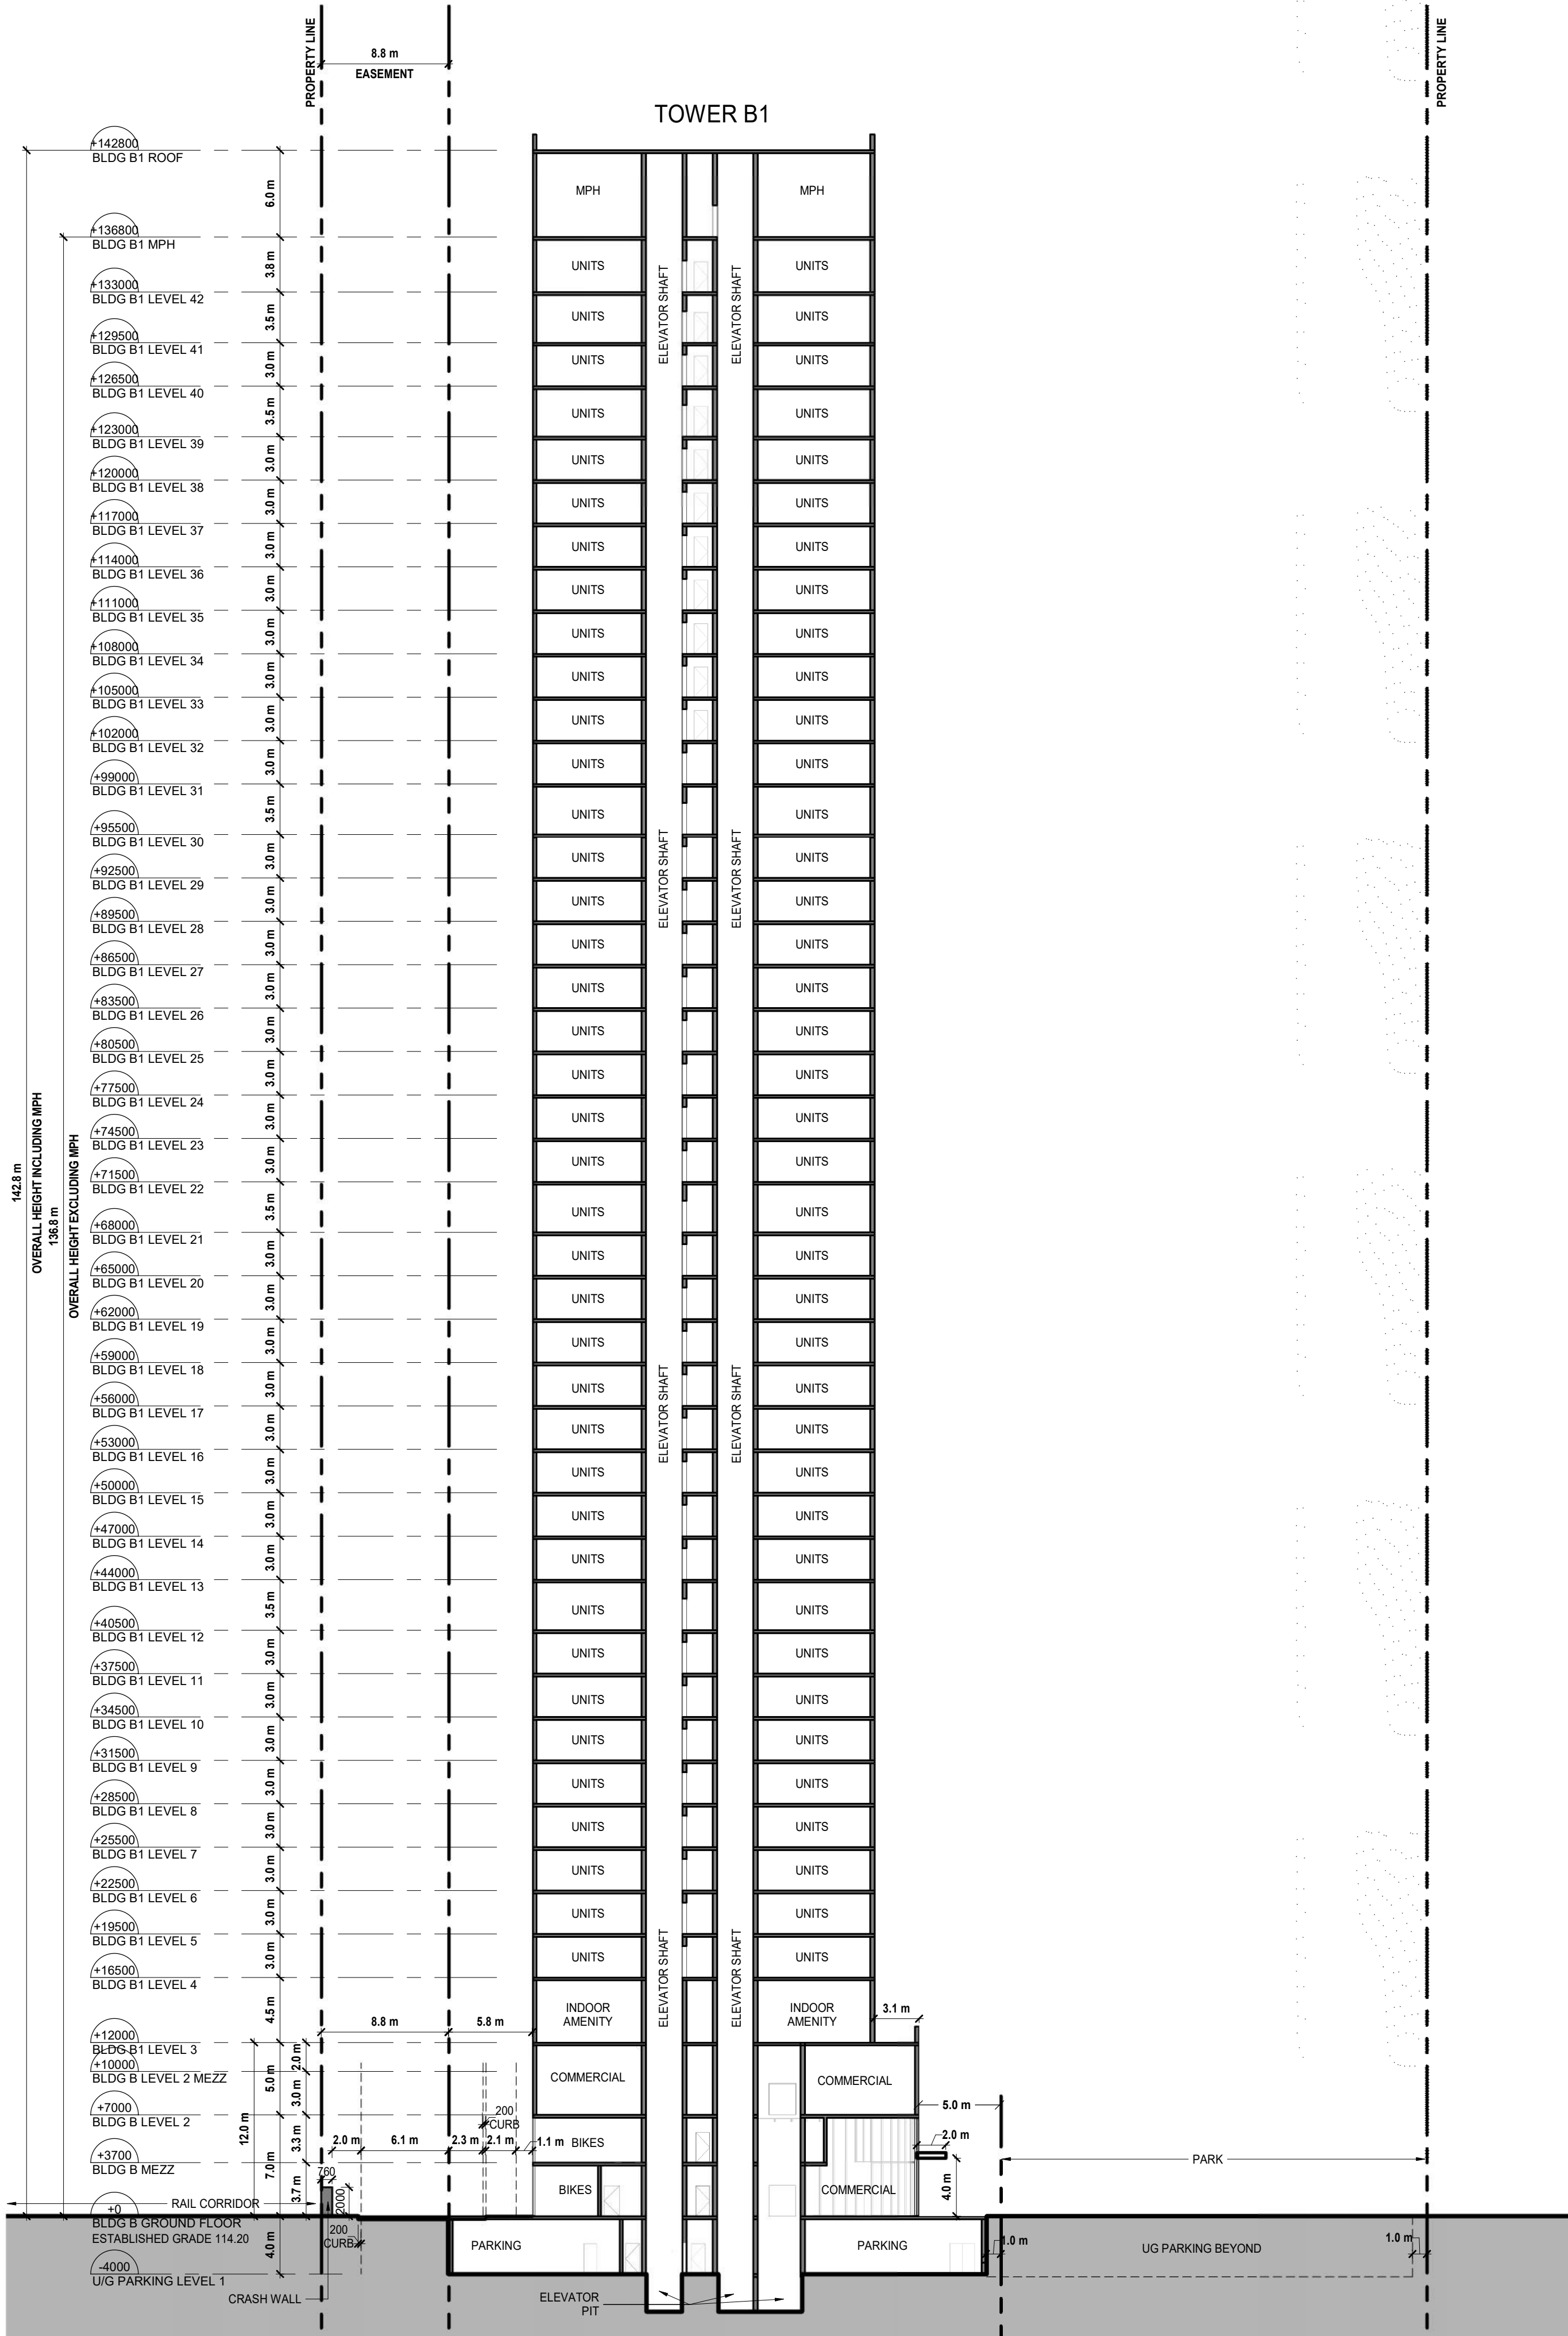 PROPERTY LINE
8.8 m
EASEMENT
PROPERTY LINE
TOWER B1
+142800
BLDG B1 ROOF
6.0 m
MPH
MPH
+136800
BLDG B1 MPH
3.8 m
UNITS
ELEVATOR SHAFT
ELEVATOR SHAFT
UNITS
+133000
BLDG B1 LEVEL 42
3.5 m
UNITS
UNITS
+129500
BLDG B1 LEVEL 41
3.0 m
UNITS
UNITS
+126500
BLDG B1 LEVEL 40
3.5 m
UNITS
UNITS
+123000
BLDG B1 LEVEL 39
3.0 m
UNITS
UNITS
+120000
BLDG B1 LEVEL 38
3.0 m
UNITS
UNITS
+117000
BLDG B1 LEVEL 37
3.0 m
UNITS
UNITS
+114000
BLDG B1 LEVEL 36
3.0 m
UNITS
UNITS
+111000
BLDG B1 LEVEL 35
3.0 m
UNITS
UNITS
+108000
BLDG B1 LEVEL 34
3.0 m
UNITS
UNITS
+105000
BLDG B1 LEVEL 33
3.0 m
UNITS
UNITS
+102000
BLDG B1 LEVEL 32
3.0 m
UNITS
UNITS
+99000
BLDG B1 LEVEL 31
3.5 m
UNITS
UNITS
+95500
BLDG B1 LEVEL 30
3.0 m
UNITS
ELEVATOR SHAFT
ELEVATOR SHAFT
UNITS
+92500
BLDG B1 LEVEL 29
3.0 m
UNITS
UNITS
+89500
BLDG B1 LEVEL 28
3.0 m
UNITS
UNITS
+86500
BLDG B1 LEVEL 27
3.0 m
UNITS
UNITS
+83500
BLDG B1 LEVEL 26
3.0 m
UNITS
UNITS
+80500
BLDG B1 LEVEL 25
3.0 m
UNITS
UNITS
+77500
BLDG B1 LEVEL 24
3.0 m
UNITS
UNITS
+74500
BLDG B1 LEVEL 23
3.0 m
UNITS
UNITS
142.8 m
OVERALL HEIGHT INCLUDING MPH
136.8 m
OVERALL HEIGHT EXCLUDING MPH
+71500
BLDG B1 LEVEL 22
3.5 m
UNITS
UNITS
+68000
BLDG B1 LEVEL 21
3.0 m
UNITS
UNITS
+65000
BLDG B1 LEVEL 20
3.0 m
UNITS
UNITS
+62000
BLDG B1 LEVEL 19
3.0 m
UNITS
UNITS
+59000
BLDG B1 LEVEL 18
3.0 m
UNITS
ELEVATOR SHAFT
ELEVATOR SHAFT
UNITS
+56000
BLDG B1 LEVEL 17
3.0 m
UNITS
UNITS
+53000
BLDG B1 LEVEL 16
3.0 m
UNITS
UNITS
+50000
BLDG B1 LEVEL 15
3.0 m
UNITS
UNITS
+47000
BLDG B1 LEVEL 14
3.0 m
UNITS
UNITS
+44000
BLDG B1 LEVEL 13
3.5 m
UNITS
UNITS
+40500
BLDG B1 LEVEL 12
3.0 m
UNITS
UNITS
+37500
BLDG B1 LEVEL 11
3.0 m
UNITS
UNITS
+34500
BLDG B1 LEVEL 10
3.0 m
UNITS
UNITS
+31500
BLDG B1 LEVEL 9
3.0 m
UNITS
UNITS
+28500
BLDG B1 LEVEL 8
3.0 m
UNITS
UNITS
+25500
BLDG B1 LEVEL 7
3.0 m
UNITS
UNITS
+22500
BLDG B1 LEVEL 6
3.0 m
UNITS
UNITS
+19500
BLDG B1 LEVEL 5
3.0 m
UNITS
UNITS
+16500
BLDG B1 LEVEL 4
4.5 m
INDOOR
AMENITY
ELEVATOR SHAFT
ELEVATOR SHAFT
INDOOR
AMENITY
3.1 m
8.8 m
5.8 m
+12000
BLDG B1 LEVEL 3
2.0 m
+10000
BLDG B LEVEL 2 MEZZ
5.0 m
3.0 m
COMMERCIAL
COMMERCIAL
+7000
BLDG B LEVEL 2
12.0 m
200
CURB
5.0 m
2.0 m
3.3 m
2.0 m
6.1 m
2.3 m
2.1 m
1.1 m
BIKES
+3700
BLDG B MEZZ
7.0 m
760
PARK
3.7 m
2000
BIKES
COMMERCIAL
4.0 m
RAIL CORRIDOR
+0
BLDG B GROUND FLOOR
ESTABLISHED GRADE 114.20
4.0 m
200
CURB
PARKING
PARKING
1.0 m
UG PARKING BEYOND
1.0 m
-4000
U/G PARKING LEVEL 1
CRASH WALL
ELEVATOR
PIT